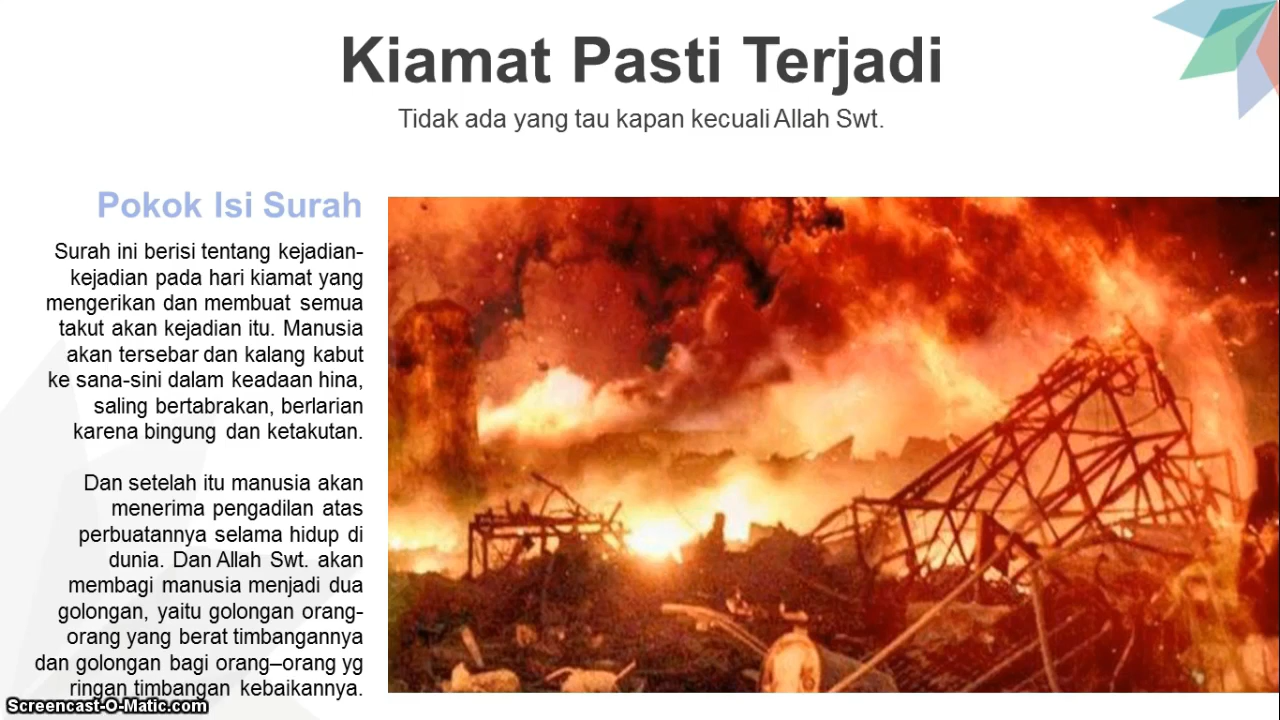 Kiamat Pasti Terjadi
Tidak ada yang tau kapan kecuali Allah Swt.
Pokok Isi Surah
Surah ini berisi tentang kejadian-
kejadian pada hari kiamat yang
mengerikan dan membuat semua
takut akan kejadian itu. Manusia
akan tersebar dan kalang kabut
ke sana-sini dalam keadaan hina,
saling bertabrakan, berlarian
karena bingung dan ketakutan.
Dan setelah itu manusia akan
menerima pengadilan atas
perbuatannya selama hidup di
dunia. Dan Allah Swt. akan
membagi manusia menjadi dua
golongan, yaitu golongan orang-
orang yang berat timbangannya
dan golongan bagi orang–orang yg
ringan timbangan kebaikannya.
Screencast-O-Matic.com